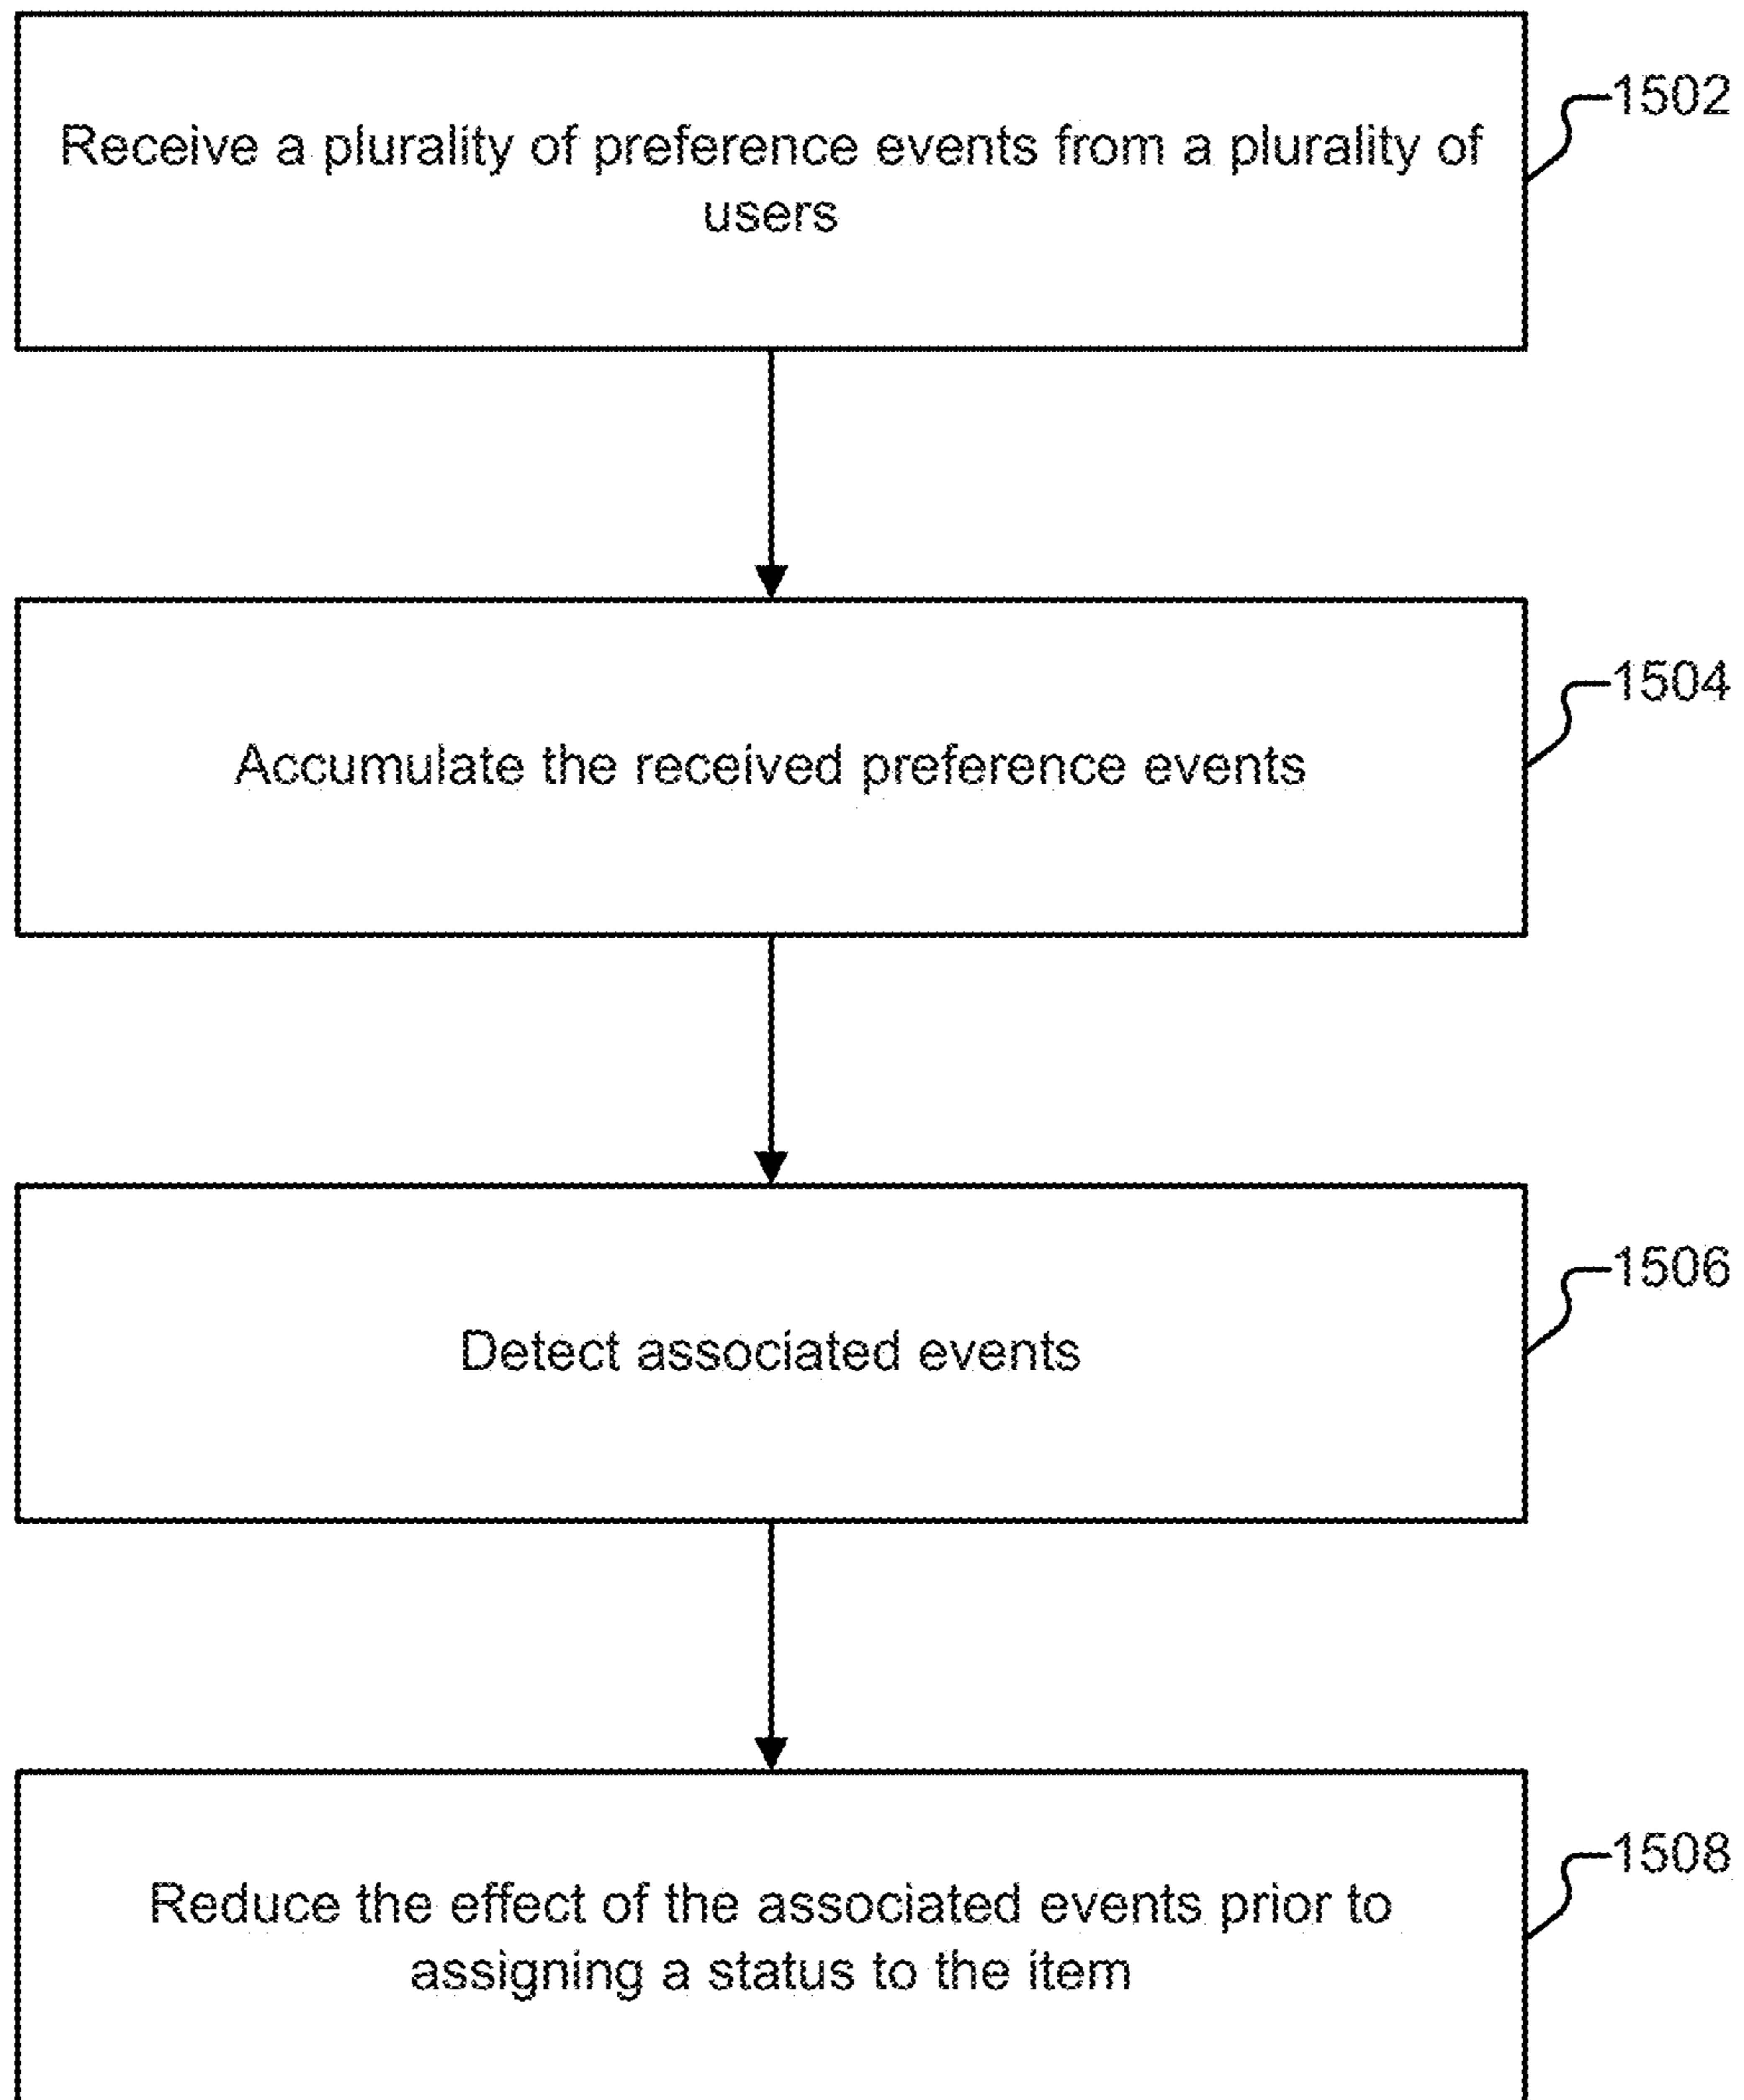 Receive a plurality of preference events from a plurality of
users
1502
Accumulate the received preference events
1504
Detect associated events
1506
Reduce the effect of the associated events prior to
assigning a status to the item
1508